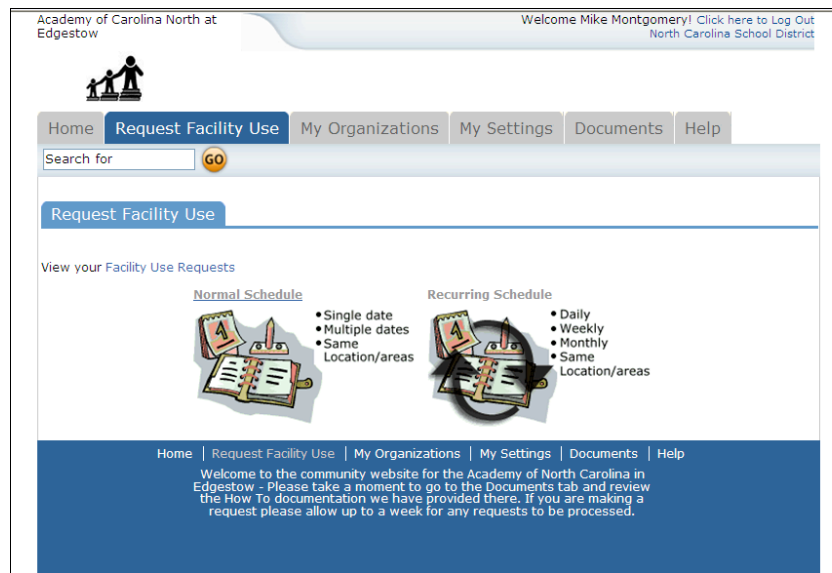 Academy of Carolina North at
Edgestow
Welcome Mike Montgomery! Click here to Log Out
North Carolina School District
Home
Request Facility Use
My Organizations
My Settings
Documents
Help
Search for
GO
Request Facility Use
View your Facility Use Requests
Normal Schedule
1
• Single date
• Multiple dates
• Same
Location/areas
Recurring Schedule
1
• Daily
• Weekly
• Monthly
• Same
Location/areas
Home | Request Facility Use | My Organizations | My Settings | Documents | Help
Welcome to the community website for the Academy of North Carolina in
Edgestow - Please take a moment to go to the Documents tab and review
the How To documentation we have provided there. If you are making a
request please allow up to a week for any requests to be processed.